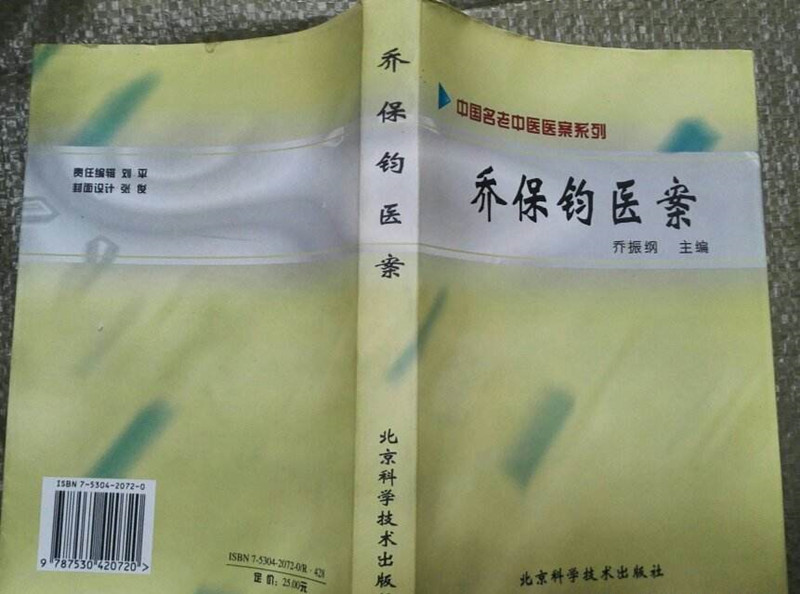 中国名老中医医案系列
乔保钧医案
乔振纲 主编
北京科学技术出版社
乔保钧医案
北京科学技术出版
责任编辑 刘 平
封面设计 张 俊
ISBN 7-5304-2072-0
9 787530 420720 >
ISBN 7-5304-2072-0/R·428
定价：25.00元